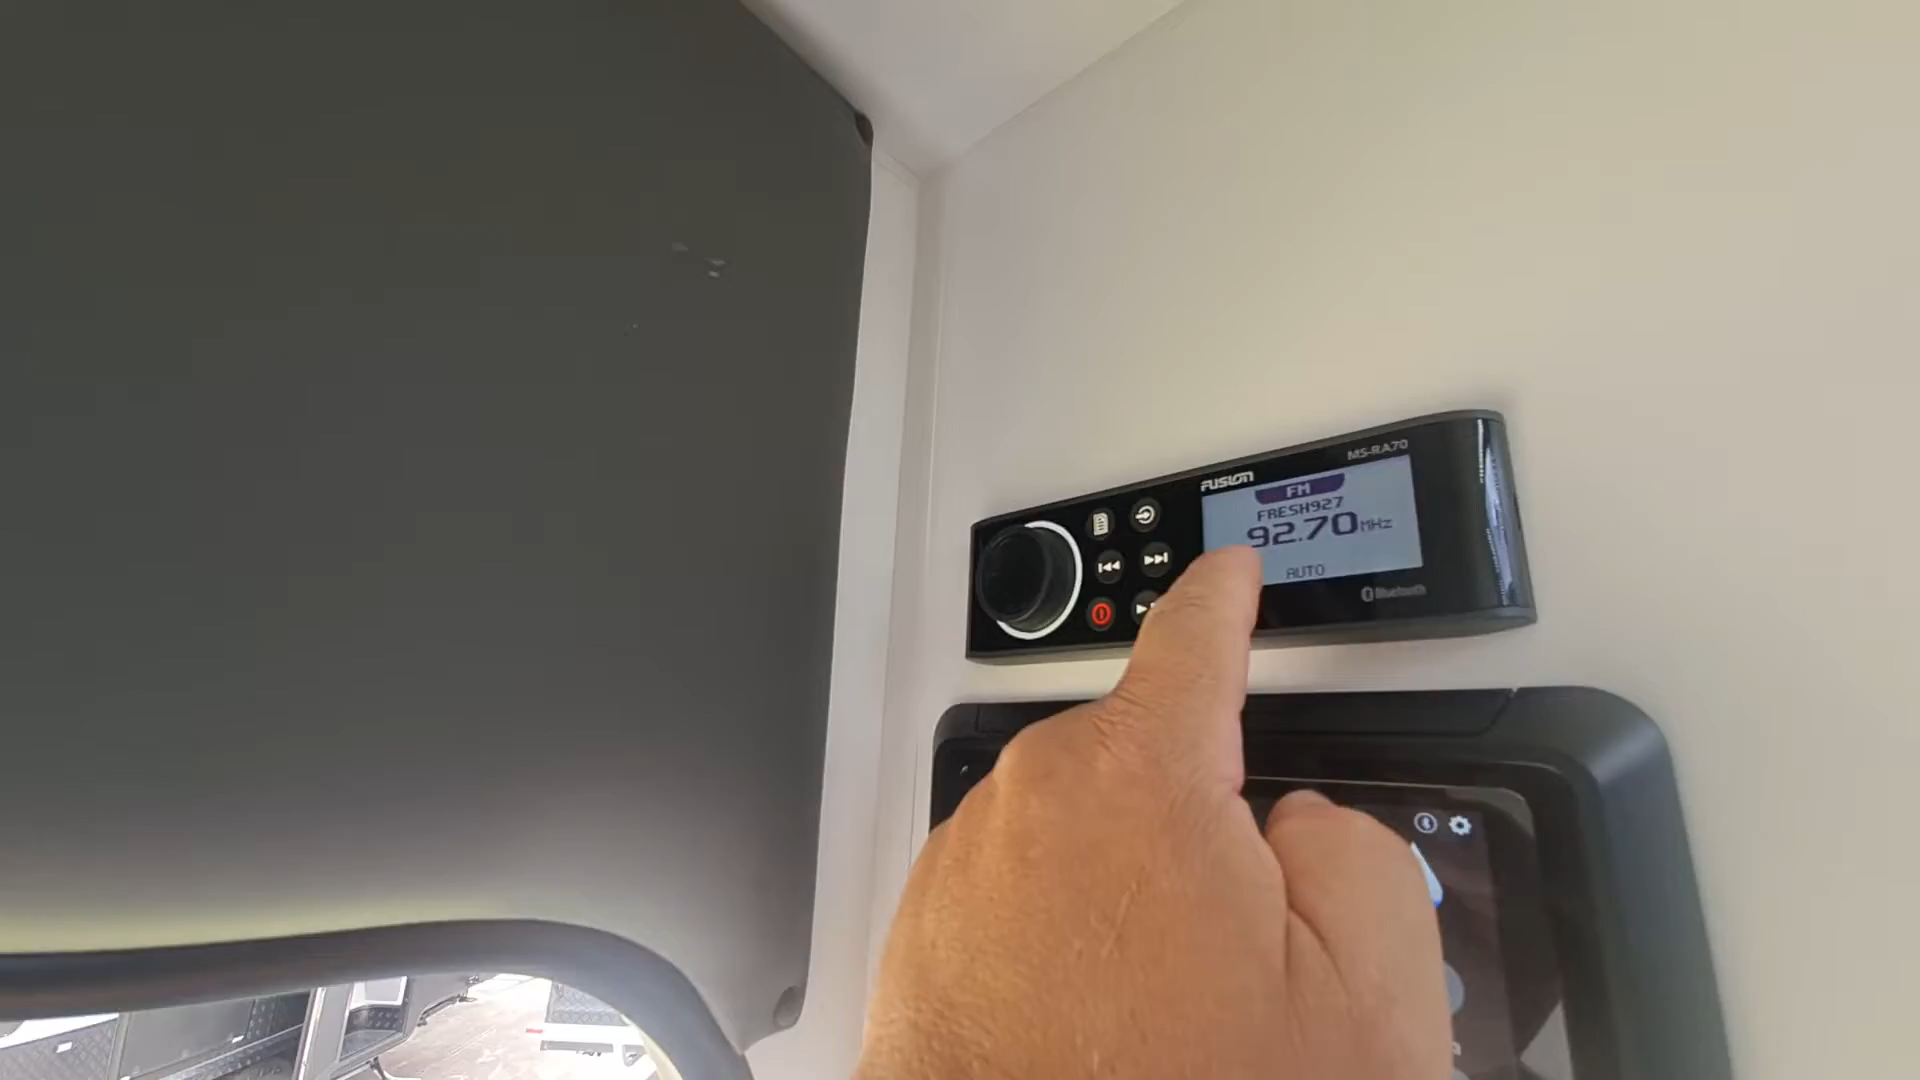 MS-RA70
FUSION
FM
FRESH927
92.70MHz
AUTO
Bluetooth